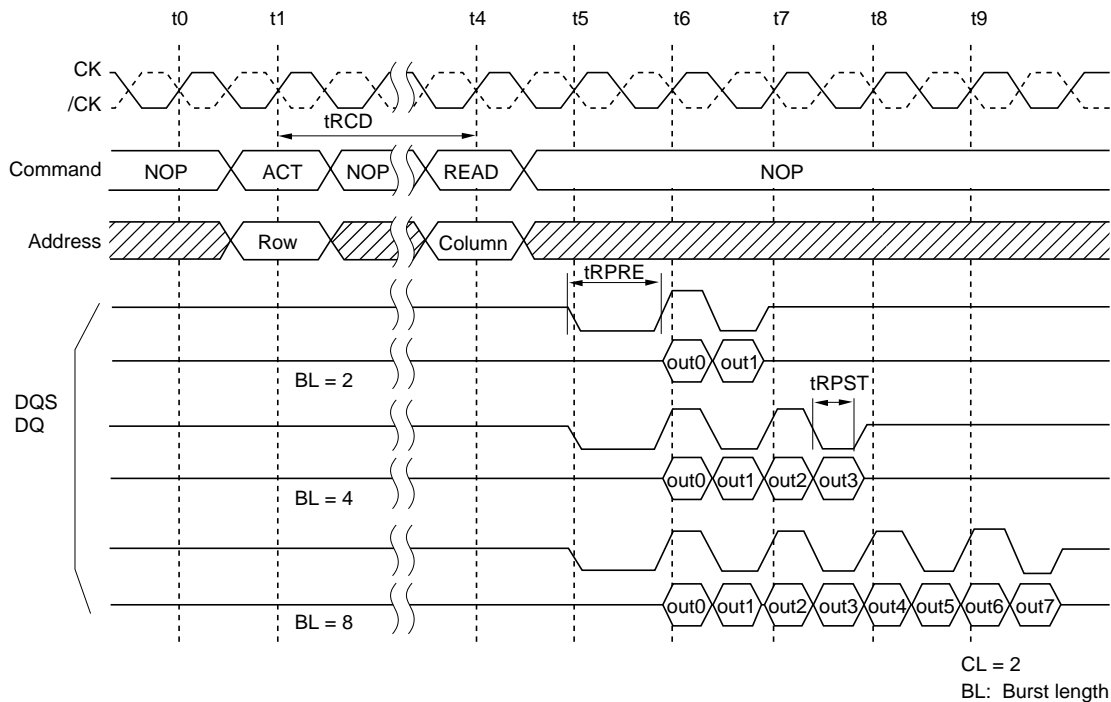 t0 t1 t4 t5 t6 t7 t8 t9
CK
/CK
tRCD
Command NOP ACT NOP READ NOP
Address Row Column
tRPRE
out0 out1
BL = 2
tRPST
DQS
DQ
out0 out1 out2 out3
BL = 4
out0 out1 out2 out3 out4 out5 out6 out7
BL = 8
CL = 2
BL: Burst length